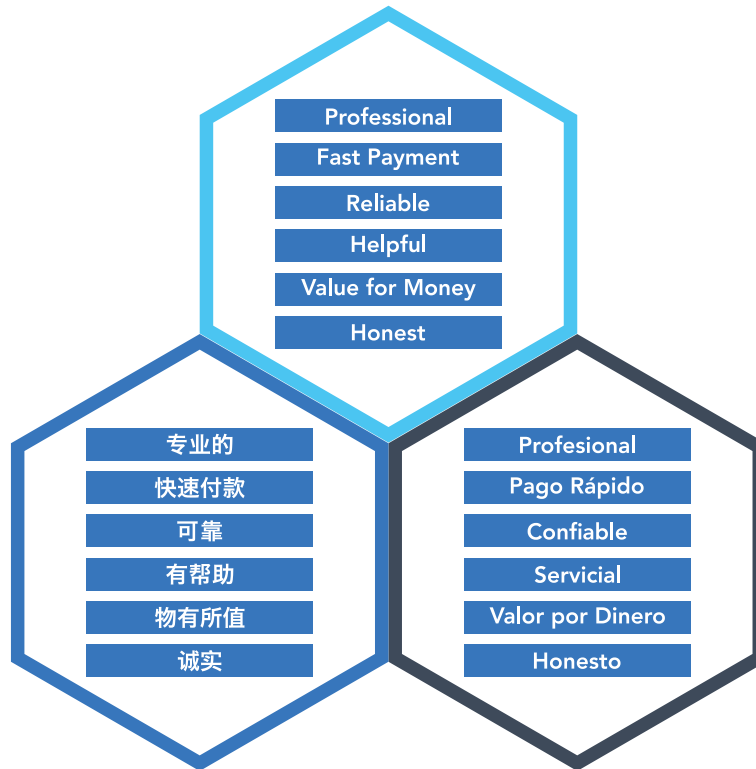 Professional
Fast Payment
Reliable
Helpful
Value for Money
Honest
专业的
快速付款
可靠
有帮助
物有所值
诚实
Profesional
Pago Rápido
Confiable
Servicial
Valor por Dinero
Honesto